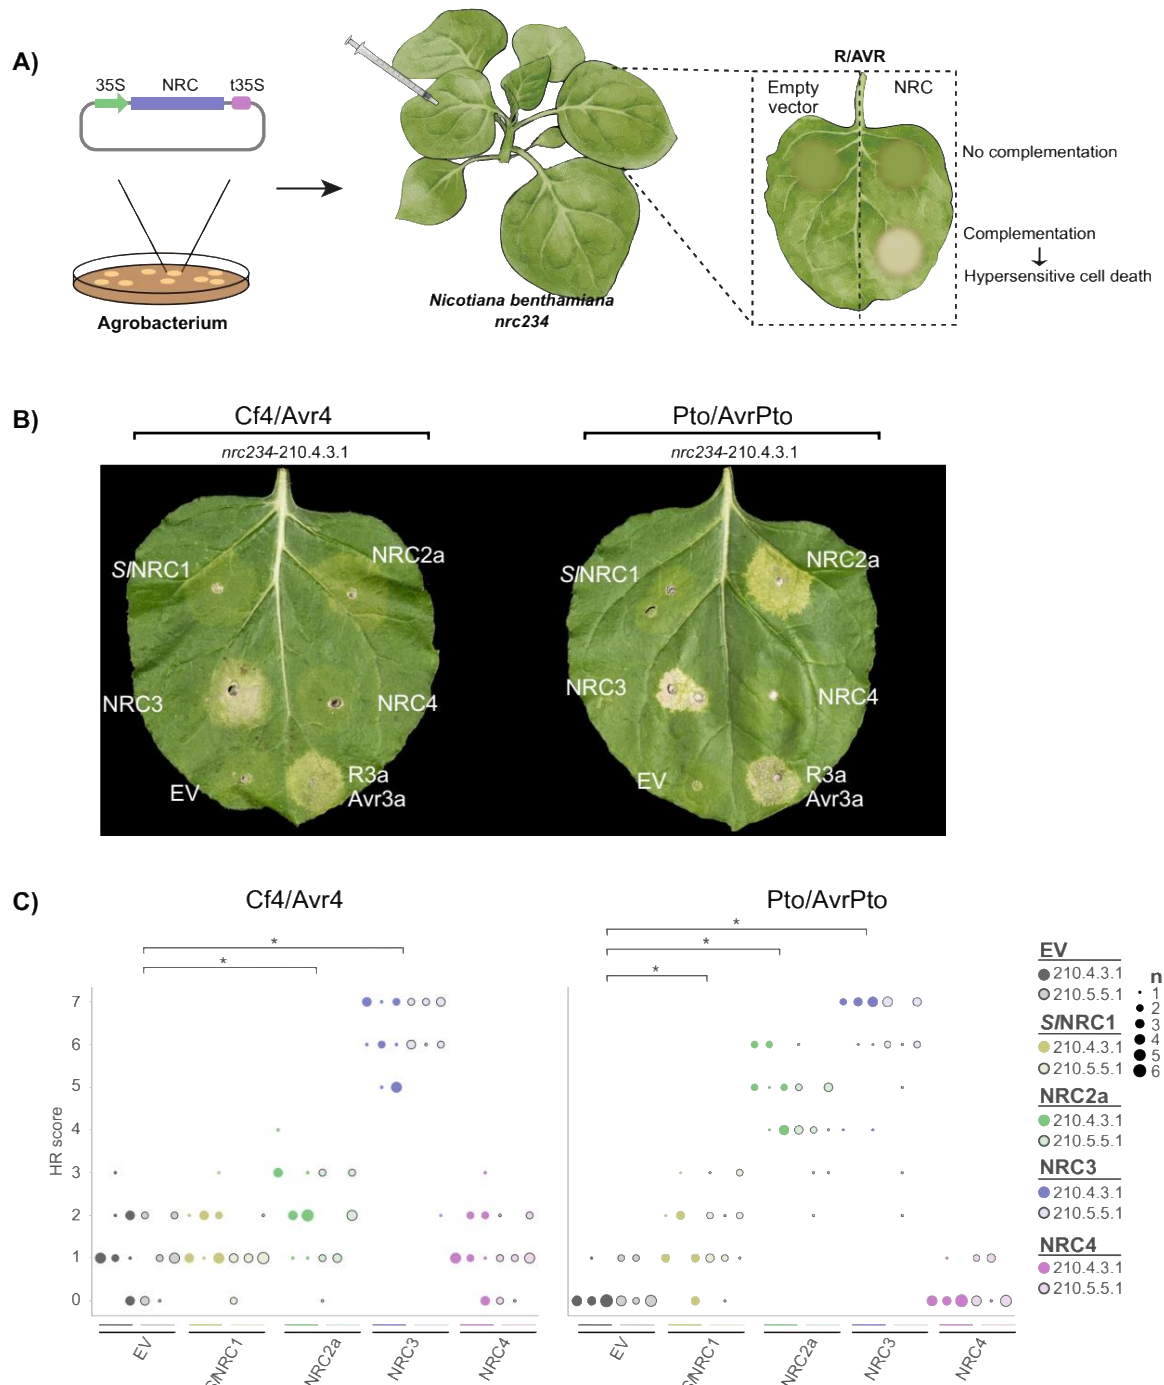 A)
35S NRC t35S
Agrobacterium
Nicotiana benthamiana
nrc234
R/AVR
Empty
vector
NRC
No complementation
Complementation
Hypersensitive cell death
B)
Cf4/Avr4
nrc234-210.4.3.1
SlNRC1
NRC2a
NRC3
NRC4
EV
R3a
Avr3a
Pto/AvrPto
nrc234-210.4.3.1
SlNRC1
NRC2a
NRC3
NRC4
EV
R3a
Avr3a
C)
Cf4/Avr4
*
*
HR score
7
6
5
4
3
2
1
0
EV
SlNRC1
NRC2a
NRC3
NRC4
Pto/AvrPto
*
*
*
EV
SlNRC1
NRC2a
NRC3
NRC4
EV
210.4.3.1
210.5.5.1
SlNRC1
210.4.3.1
210.5.5.1
NRC2a
210.4.3.1
210.5.5.1
NRC3
210.4.3.1
210.5.5.1
NRC4
210.4.3.1
210.5.5.1
n
1
2
3
4
5
6